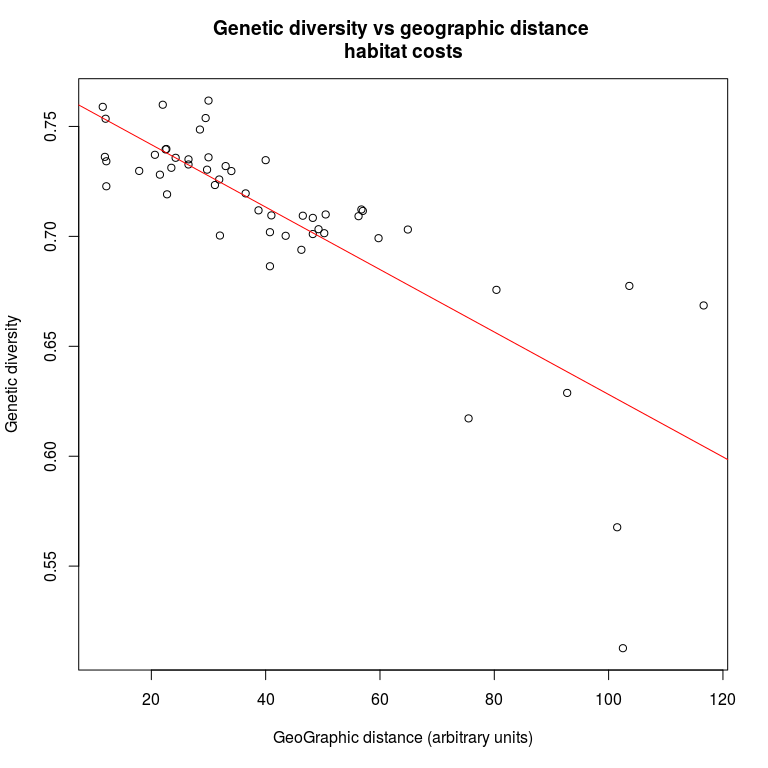 Genetic diversity vs geographic distance
habitat costs
Genetic diversity
0.75
0.70
0.65
0.60
0.55
20 40 60 80 100 120
GeoGraphic distance (arbitrary units)